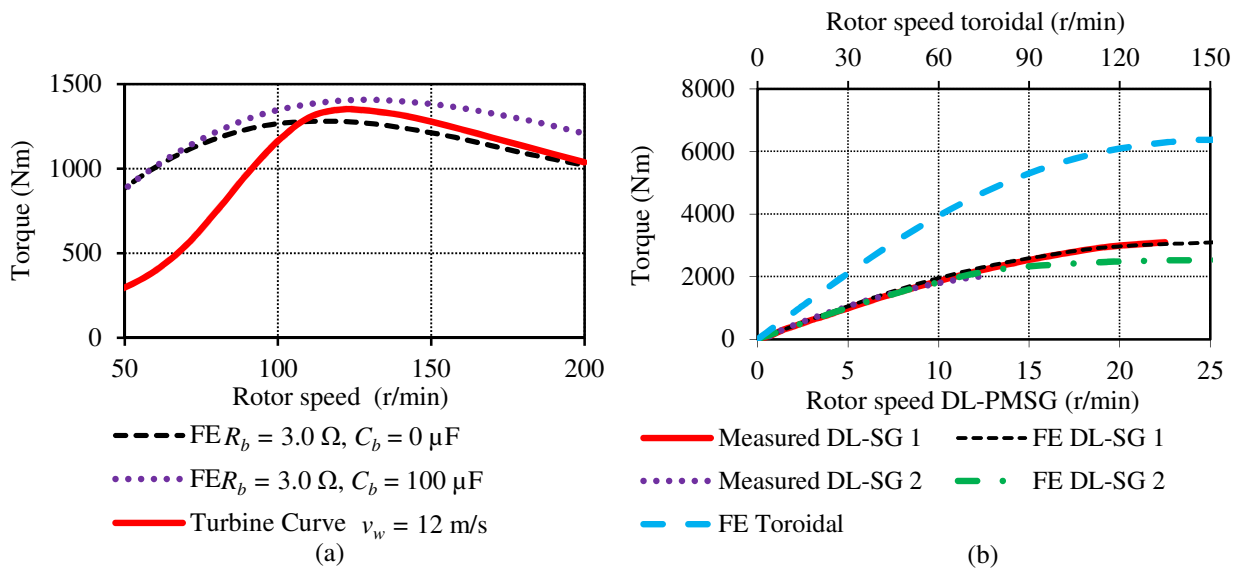 1500
1000
500
0
Torque (Nm)
50 100 150 200
Rotor speed (r/min)
FE R_b = 3.0 Ω, C_b = 0 µF
FE R_b = 3.0 Ω, C_b = 100 µF
Turbine Curve v_w = 12 m/s
(a)
Rotor speed toroidal (r/min)
0 30 60 90 120 150
8000
6000
4000
2000
0
Torque (Nm)
0 5 10 15 20 25
Rotor speed DL-PMSG (r/min)
Measured DL-SG 1 FE DL-SG 1
Measured DL-SG 2 FE DL-SG 2
FE Toroidal
(b)